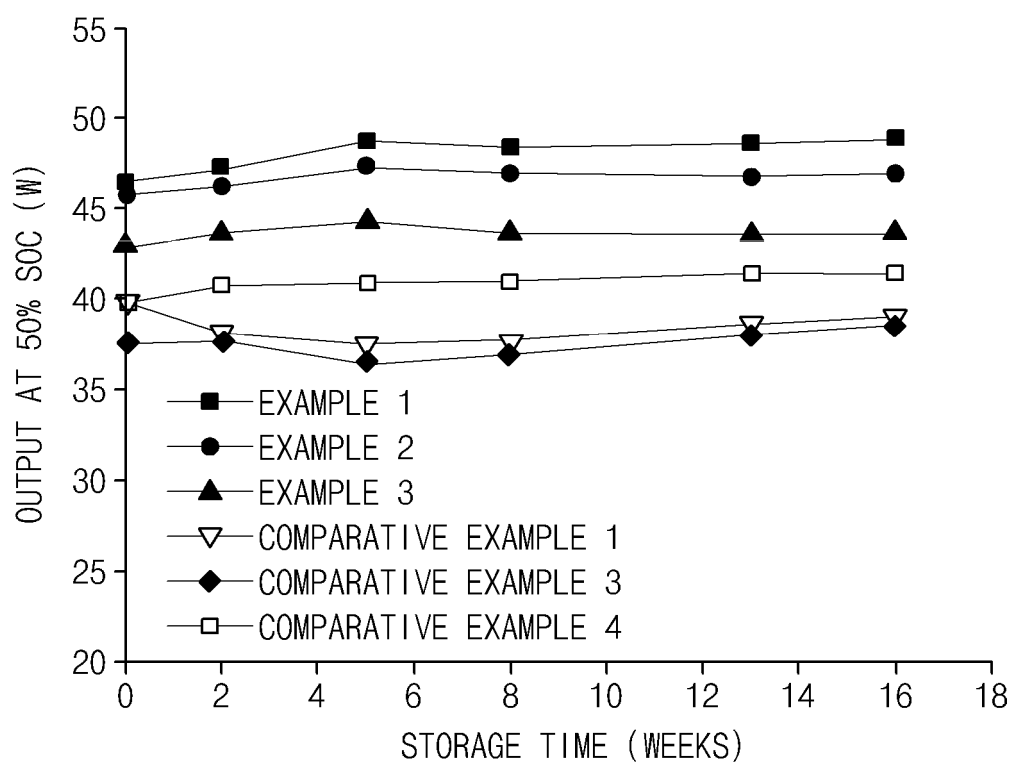 55
50
45
40
35
30
25
20
OUTPUT AT 50% SOC (W)
EXAMPLE 1
EXAMPLE 2
EXAMPLE 3
COMPARATIVE EXAMPLE 1
COMPARATIVE EXAMPLE 3
COMPARATIVE EXAMPLE 4
0 2 4 6 8 10 12 14 16 18
STORAGE TIME (WEEKS)